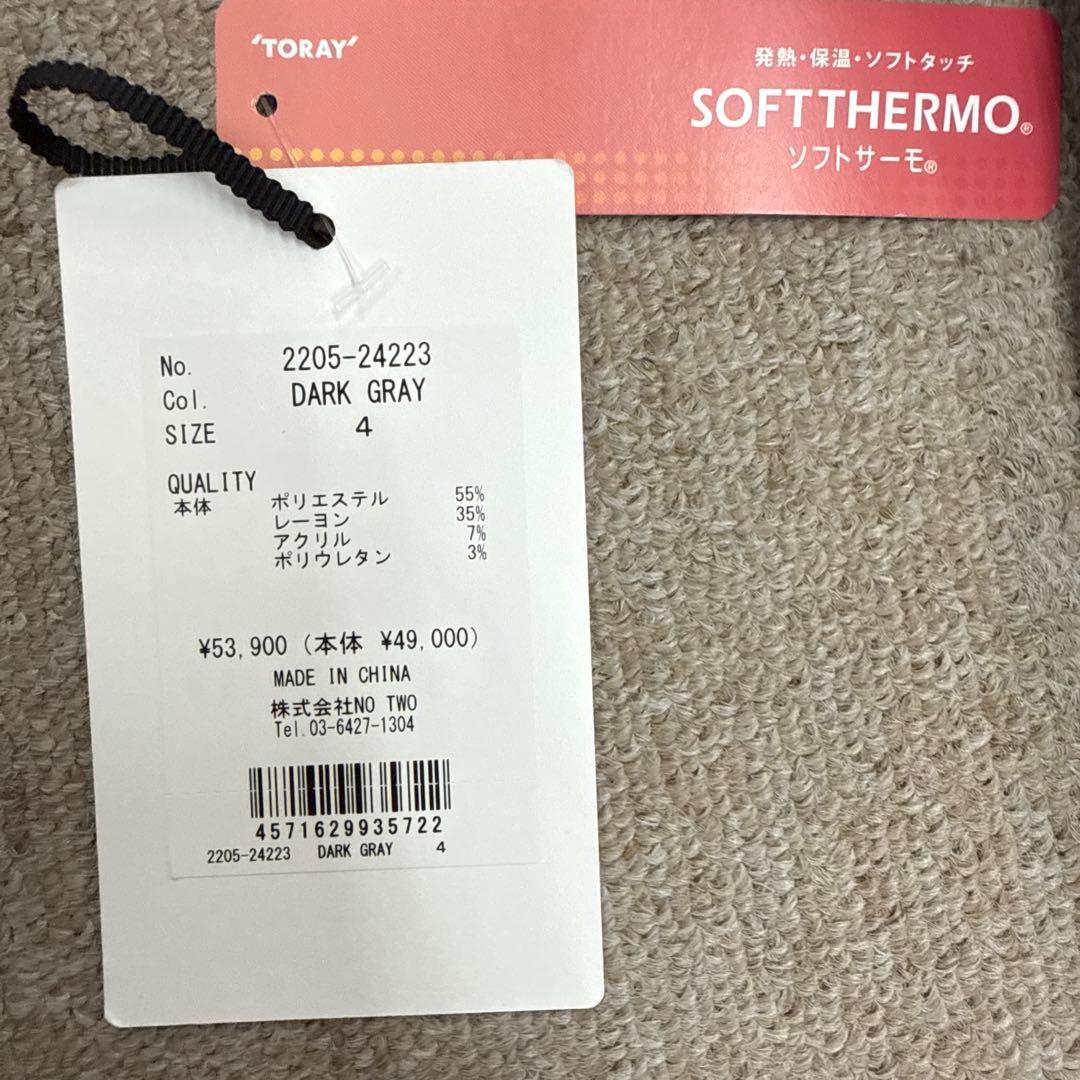 'TORAY'
発熱・保温・ソフトタッチ
SOFTTHERMO®
ソフトサーモ®
No. 2205-24223
Col. DARK GRAY
SIZE 4
QUALITY
本体 ポリエステル 55%
レーヨン 35%
アクリル 7%
ポリウレタン 3%
¥53,900 (本体 ¥49,000)
MADE IN CHINA
株式会社NO TWO
Tel.03-6427-1304
4571629935722
2205-24223 DARK GRAY 4